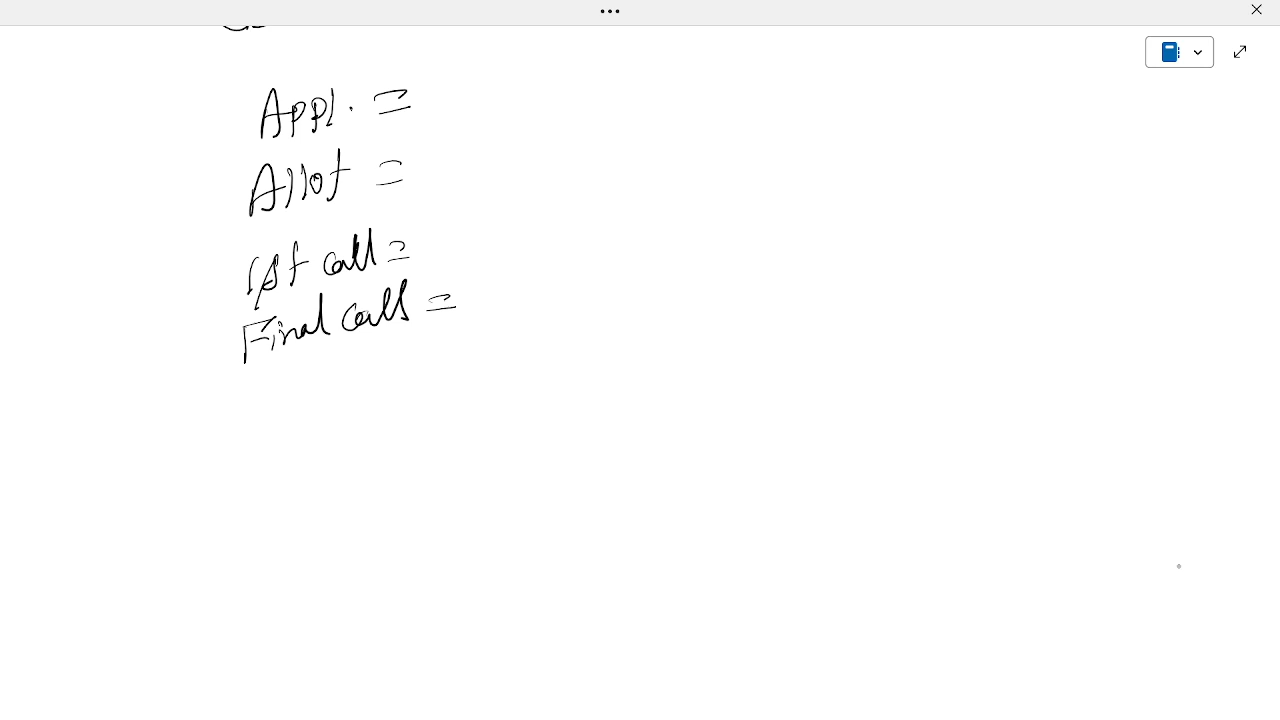 Appl. =
Allot =
1st call =
Final call =